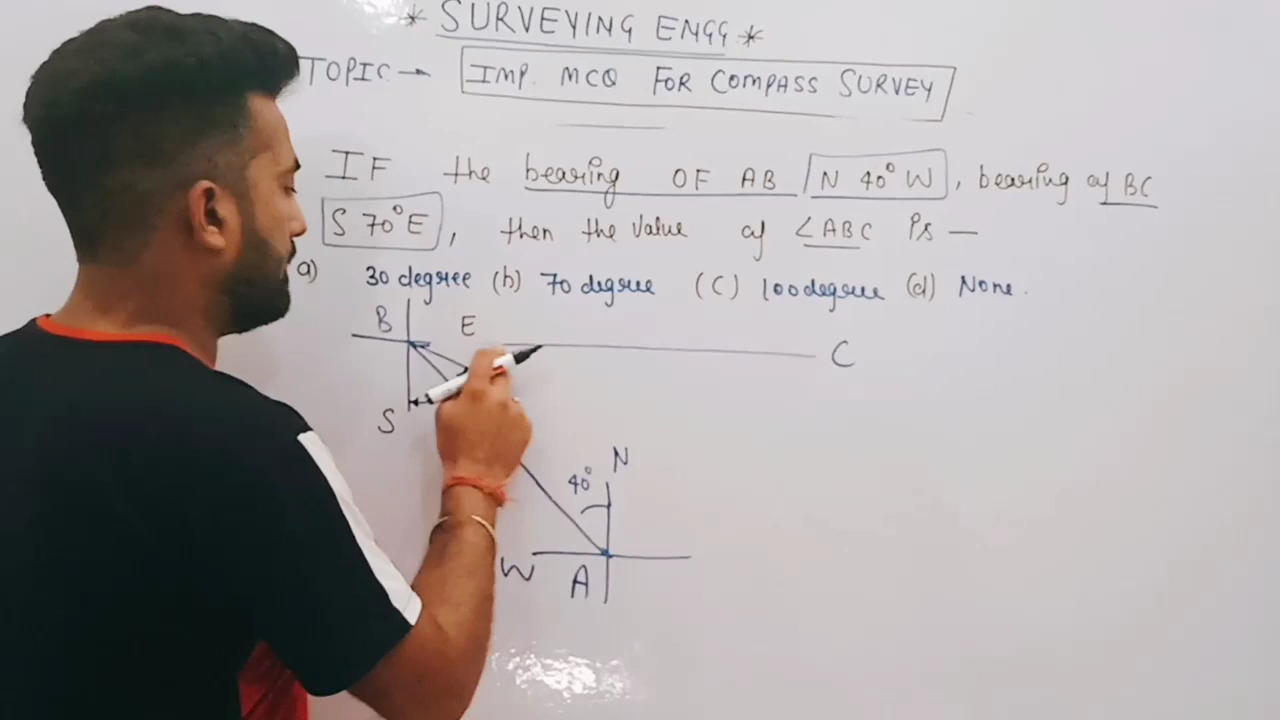 * SURVEYING ENGG *
TOPIC → IMP. MCQ FOR COMPASS SURVEY
IF the bearing OF AB N 40° W, bearing of BC
S 70° E, then the value of ∠ABC is —
a) 30 degree (b) 70 degree (C) 100 degree (d) None.
B E C
S
N
40°
W A